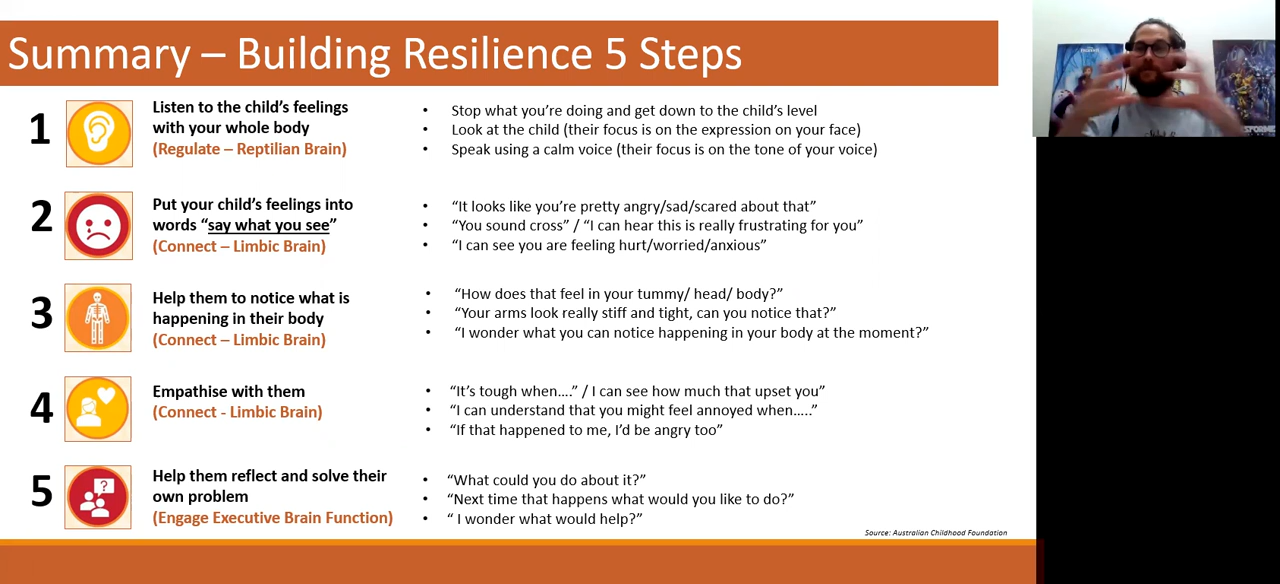 Summary – Building Resilience 5 Steps
1
Listen to the child's feelings
with your whole body
(Regulate – Reptilian Brain)
• Stop what you're doing and get down to the child's level
• Look at the child (their focus is on the expression on your face)
• Speak using a calm voice (their focus is on the tone of your voice)
2
Put your child's feelings into
words “say what you see”
(Connect – Limbic Brain)
• “It looks like you're pretty angry/sad/scared about that”
• “You sound cross” / “I can hear this is really frustrating for you”
• “I can see you are feeling hurt/worried/anxious”
3
Help them to notice what is
happening in their body
(Connect – Limbic Brain)
• “How does that feel in your tummy/ head/ body?”
• “Your arms look really stiff and tight, can you notice that?”
• “I wonder what you can notice happening in your body at the moment?”
4
Empathise with them
(Connect - Limbic Brain)
• “It's tough when....” / I can see how much that upset you”
• “I can understand that you might feel annoyed when.....”
• “If that happened to me, I'd be angry too”
5
Help them reflect and solve their
own problem
(Engage Executive Brain Function)
• “What could you do about it?”
• “Next time that happens what would you like to do?”
• “ I wonder what would help?”
?
Source: Australian Childhood Foundation